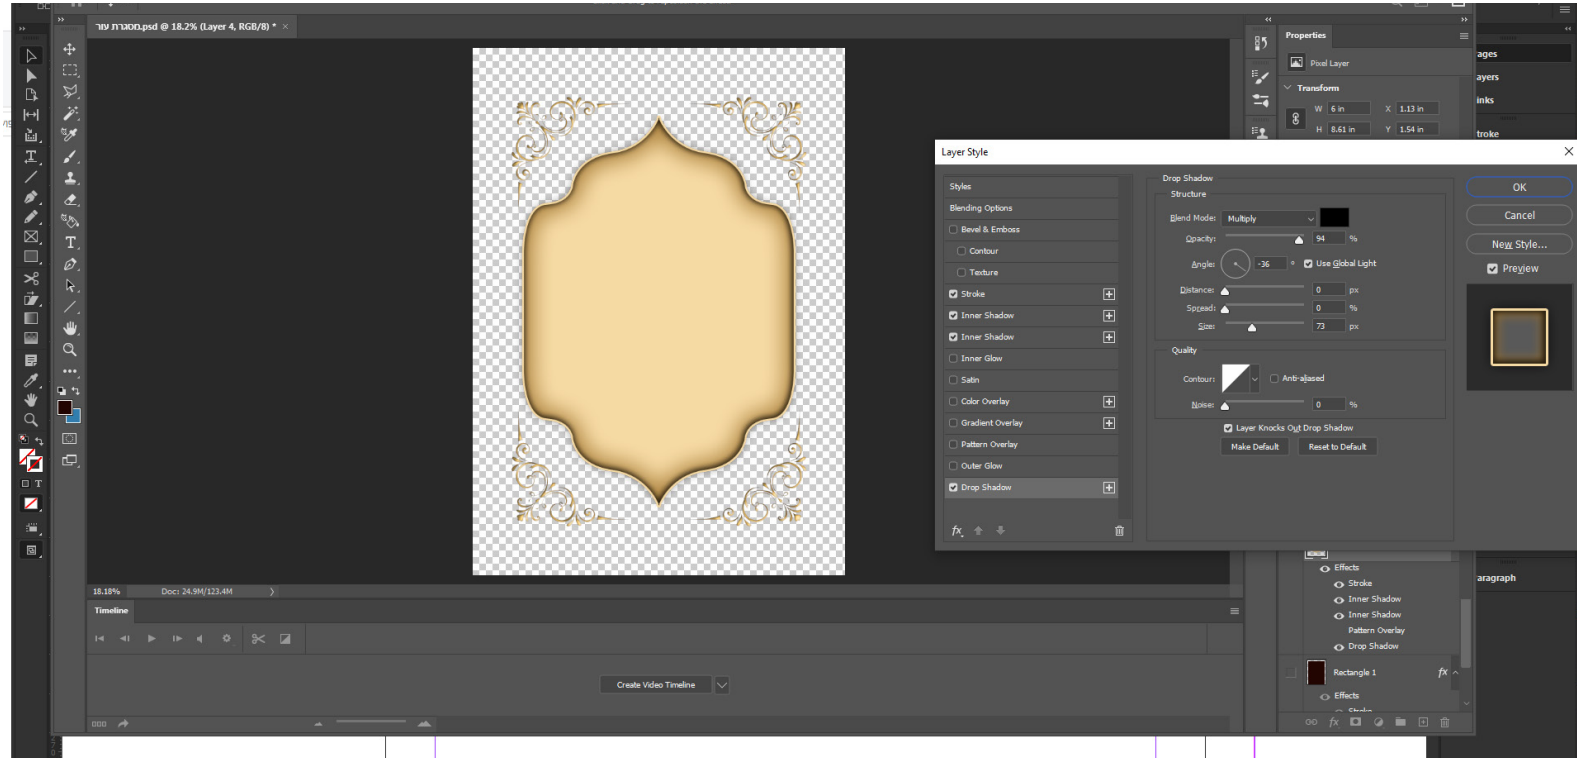 מסגרת עור.psd @ 18.2% (Layer 4, RGB/8) * ×
Properties
Pixel Layer
Transform
W 6 in X 1.13 in
H 8.61 in Y 1.54 in
ages
ayers
inks
troke
Layer Style
Styles
Blending Options
Bevel & Emboss
Contour
Texture
Stroke
Inner Shadow
Inner Shadow
Inner Glow
Satin
Color Overlay
Gradient Overlay
Pattern Overlay
Outer Glow
Drop Shadow
fx
Drop Shadow
Structure
Blend Mode: Multiply
Opacity: 94 %
Angle: -36 ° Use Global Light
Distance: 0 px
Spread: 0 %
Size: 73 px
Quality
Contour: Anti-aliased
Noise: 0 %
Layer Knocks Out Drop Shadow
Make Default Reset to Default
OK
Cancel
New Style...
Preview
Effects
Stroke
Inner Shadow
Inner Shadow
Pattern Overlay
Drop Shadow
Rectangle 1 fx
Effects
aragraph
18.18% Doc: 24.9M/123.4M
Timeline
Create Video Timeline